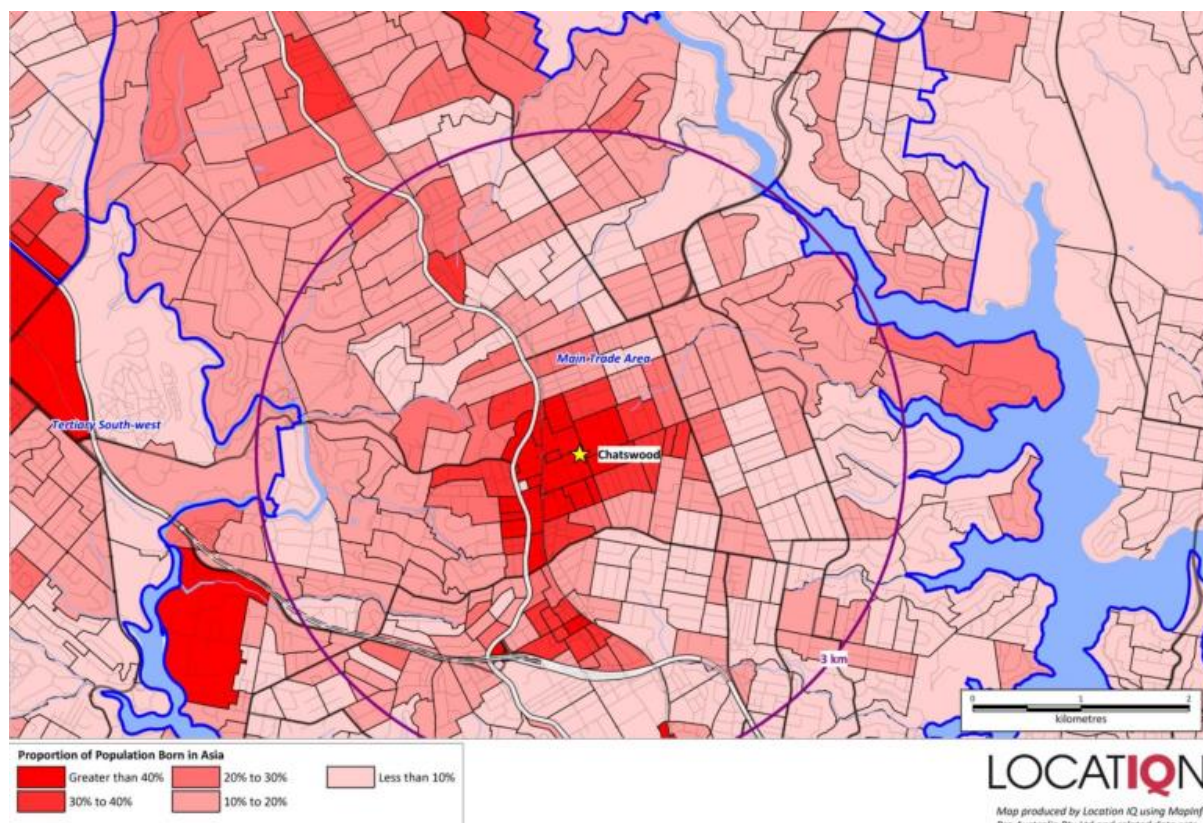 Main Trade Area
Tertiary South-west
Chatswood
3 km
0 1 2
kilometres
Proportion of Population Born in Asia
Greater than 40%
20% to 30%
Less than 10%
30% to 40%
10% to 20%
LOCATIQN
Map produced by Location IQ using MapInf